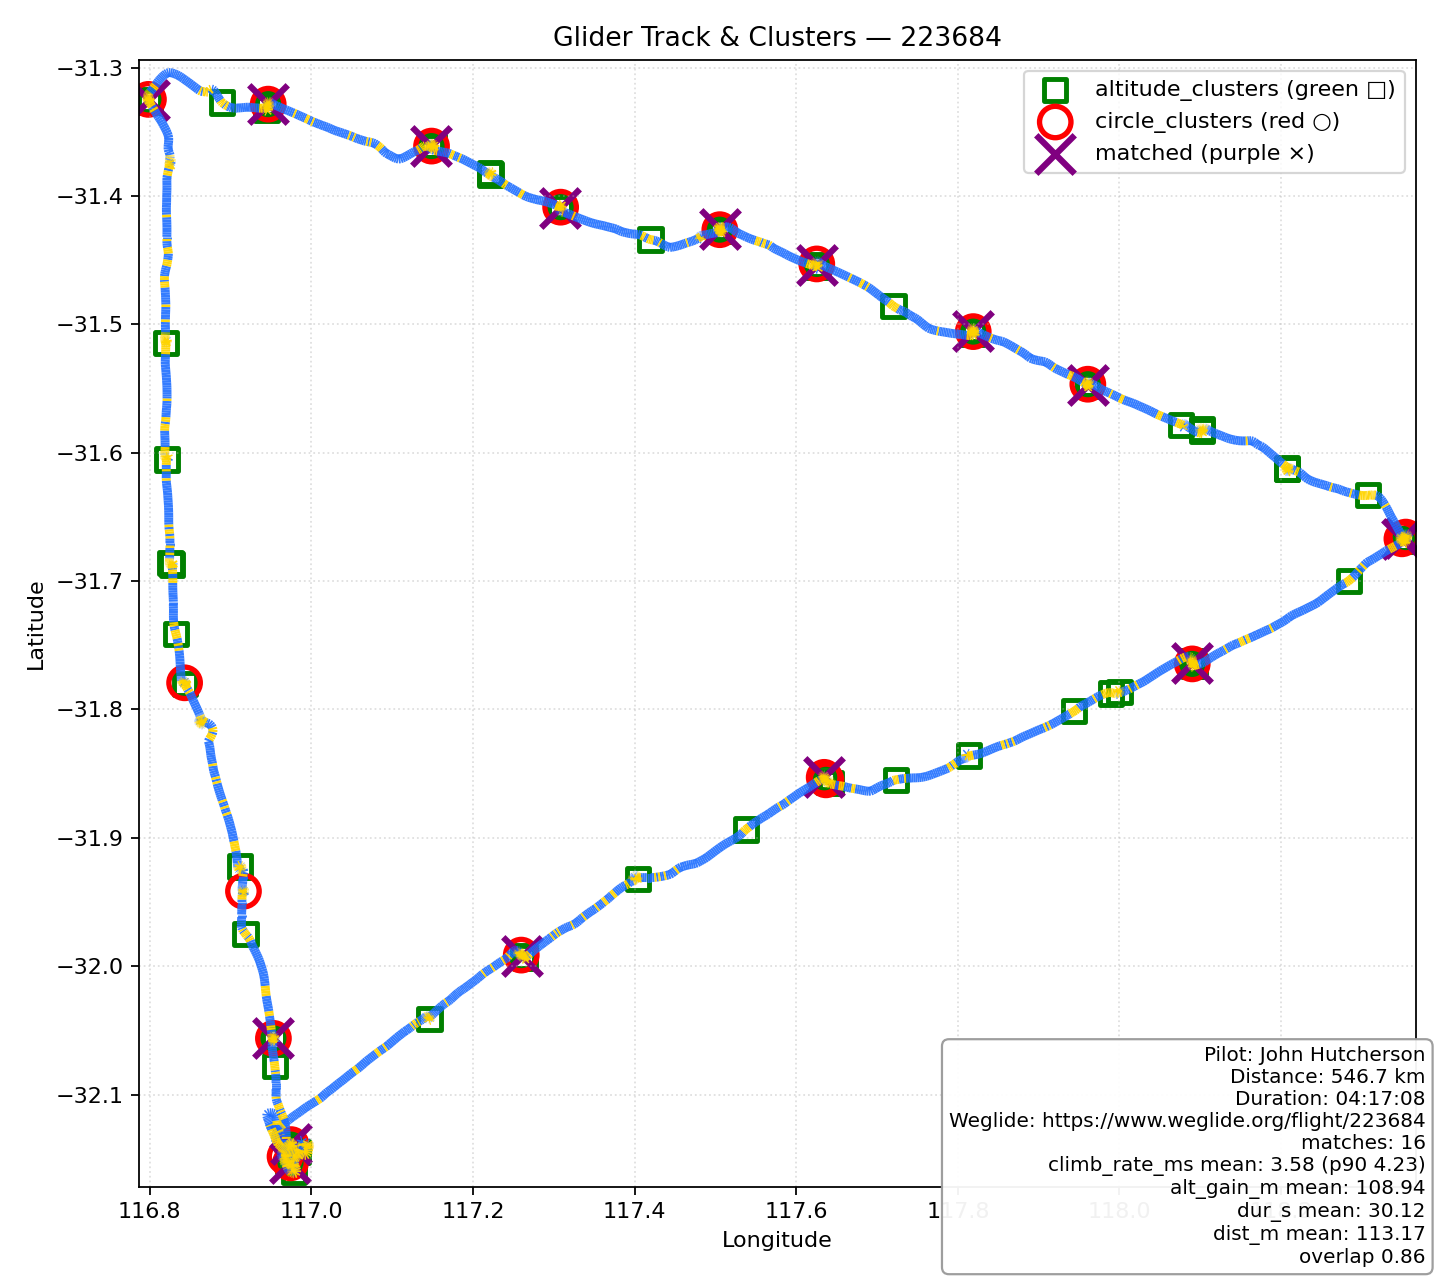 Glider Track & Clusters — 223684
altitude_clusters (green □)
circle_clusters (red ○)
matched (purple ×)
−31.3
−31.4
−31.5
−31.6
−31.7
−31.8
−31.9
−32.0
−32.1
Latitude
116.8
117.0
117.2
117.4
117.6
117.8
118.0
Longitude
Pilot: John Hutcherson
Distance: 546.7 km
Duration: 04:17:08
Weglide: https://www.weglide.org/flight/223684
matches: 16
climb_rate_ms mean: 3.58 (p90 4.23)
alt_gain_m mean: 108.94
dur_s mean: 30.12
dist_m mean: 113.17
overlap 0.86